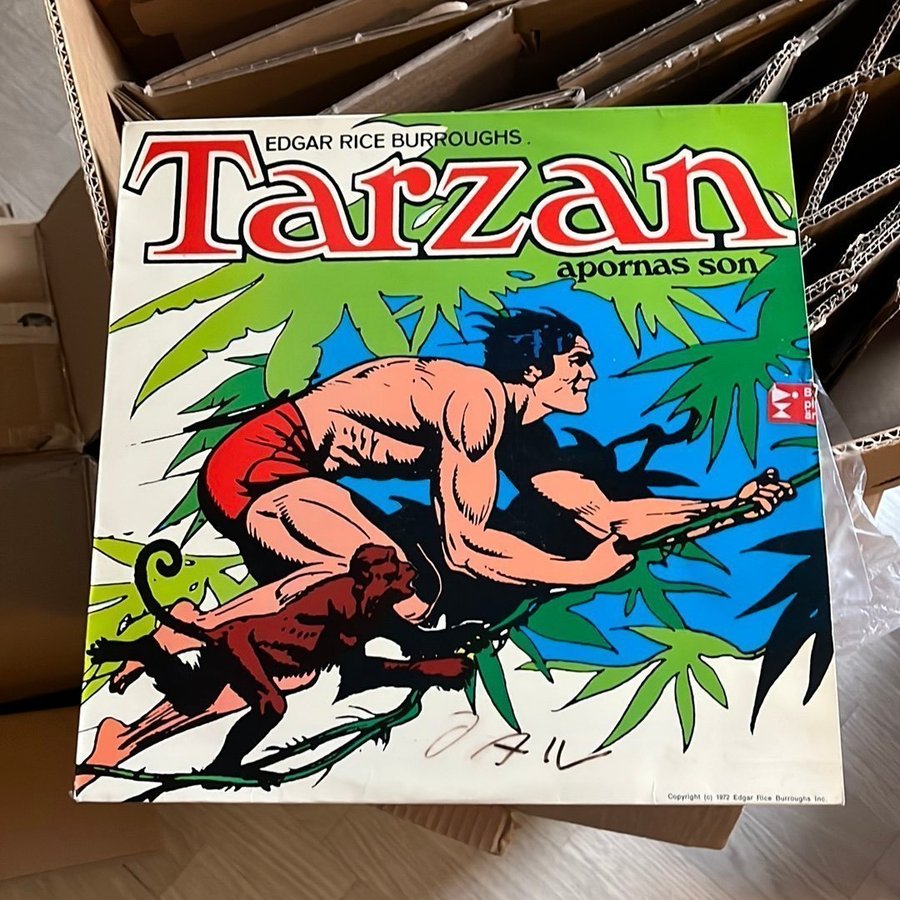 EDGAR RICE BURROUGHS.
Tarzan
apornas son
Copyright (c) 1972 Edgar Rice Burroughs Inc.